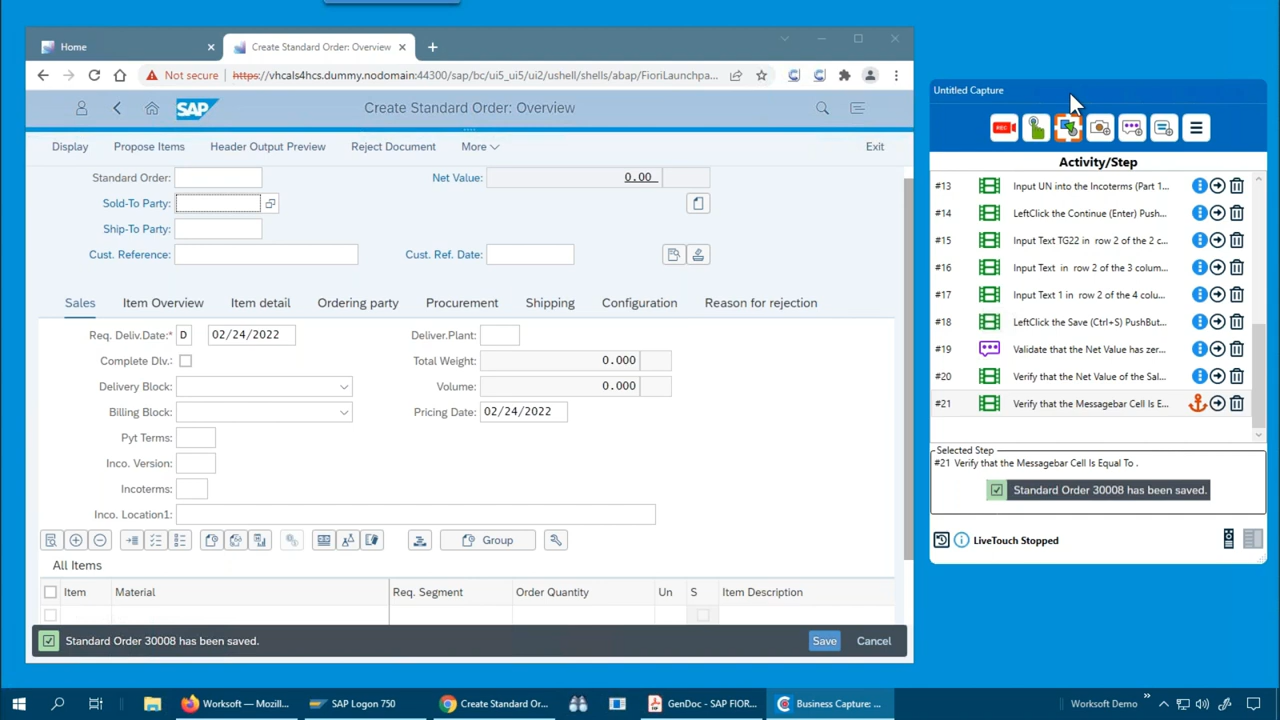 Home
Create Standard Order: Overview
Not secure https://vhcals4hcs.dummy.nodomain:44300/sap/bc/ui5_ui5/ui2/ushell/shells/abap/FioriLaunchpa...
SAP Create Standard Order: Overview
Display Propose Items Header Output Preview Reject Document More Exit
Standard Order: Net Value: 0.00
Sold-To Party:
Ship-To Party:
Cust. Reference: Cust. Ref. Date:
Sales Item Overview Item detail Ordering party Procurement Shipping Configuration Reason for rejection
Req. Deliv.Date:* D 02/24/2022 Deliver.Plant:
Complete Dlv.: Total Weight: 0.000
Delivery Block: Volume: 0.000
Billing Block: Pricing Date: 02/24/2022
Pyt Terms:
Inco. Version:
Incoterms:
Inco. Location1:
Group
All Items
Item Material Req. Segment Order Quantity Un S Item Description
Standard Order 30008 has been saved. Save Cancel
Untitled Capture
REC
Activity/Step
#13 Input UN into the Incoterms (Part 1...
#14 LeftClick the Continue (Enter) Push...
#15 Input Text TG22 in row 2 of the 2 c...
#16 Input Text in row 2 of the 3 colum...
#17 Input Text 1 in row 2 of the 4 colu...
#18 LeftClick the Save (Ctrl+S) PushBut...
#19 Validate that the Net Value has zer...
#20 Verify that the Net Value of the Sal...
#21 Verify that the Messagebar Cell Is E...
Selected Step
#21 Verify that the Messagebar Cell Is Equal To .
Standard Order 30008 has been saved.
LiveTouch Stopped
Worksoft — Mozill... SAP Logon 750 Create Standard Or... GenDoc - SAP FIOR... Business Capture: ... Worksoft Demo